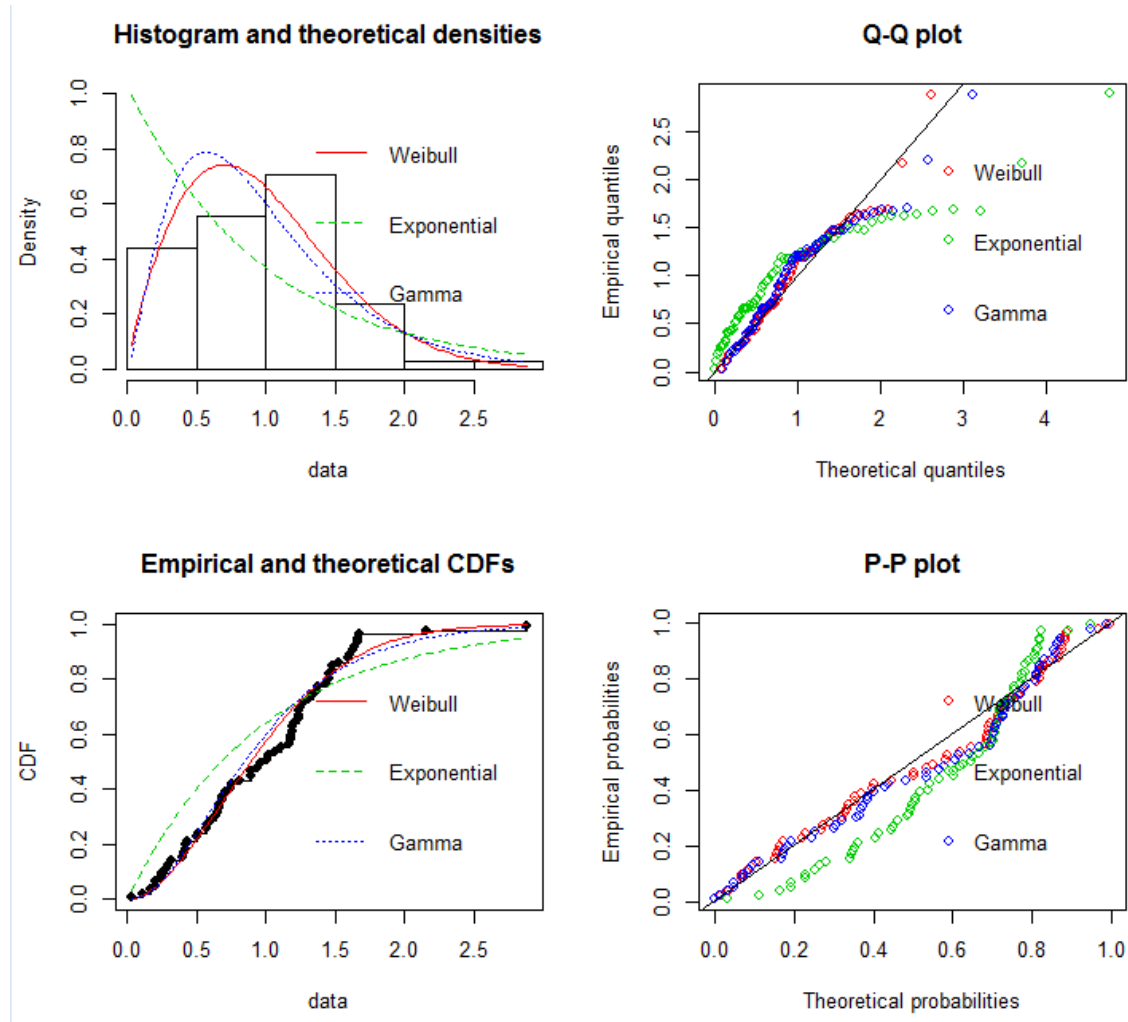 Histogram and theoretical densities
Density
0.0 0.2 0.4 0.6 0.8 1.0
Weibull
Exponential
Gamma
0.0 0.5 1.0 1.5 2.0 2.5
data
Q-Q plot
Empirical quantiles
0.0 0.5 1.0 1.5 2.0 2.5
Weibull
Exponential
Gamma
0 1 2 3 4
Theoretical quantiles
Empirical and theoretical CDFs
CDF
0.0 0.2 0.4 0.6 0.8 1.0
Weibull
Exponential
Gamma
0.0 0.5 1.0 1.5 2.0 2.5
data
P-P plot
Empirical probabilities
0.0 0.2 0.4 0.6 0.8 1.0
Weibull
Exponential
Gamma
0.0 0.2 0.4 0.6 0.8 1.0
Theoretical probabilities